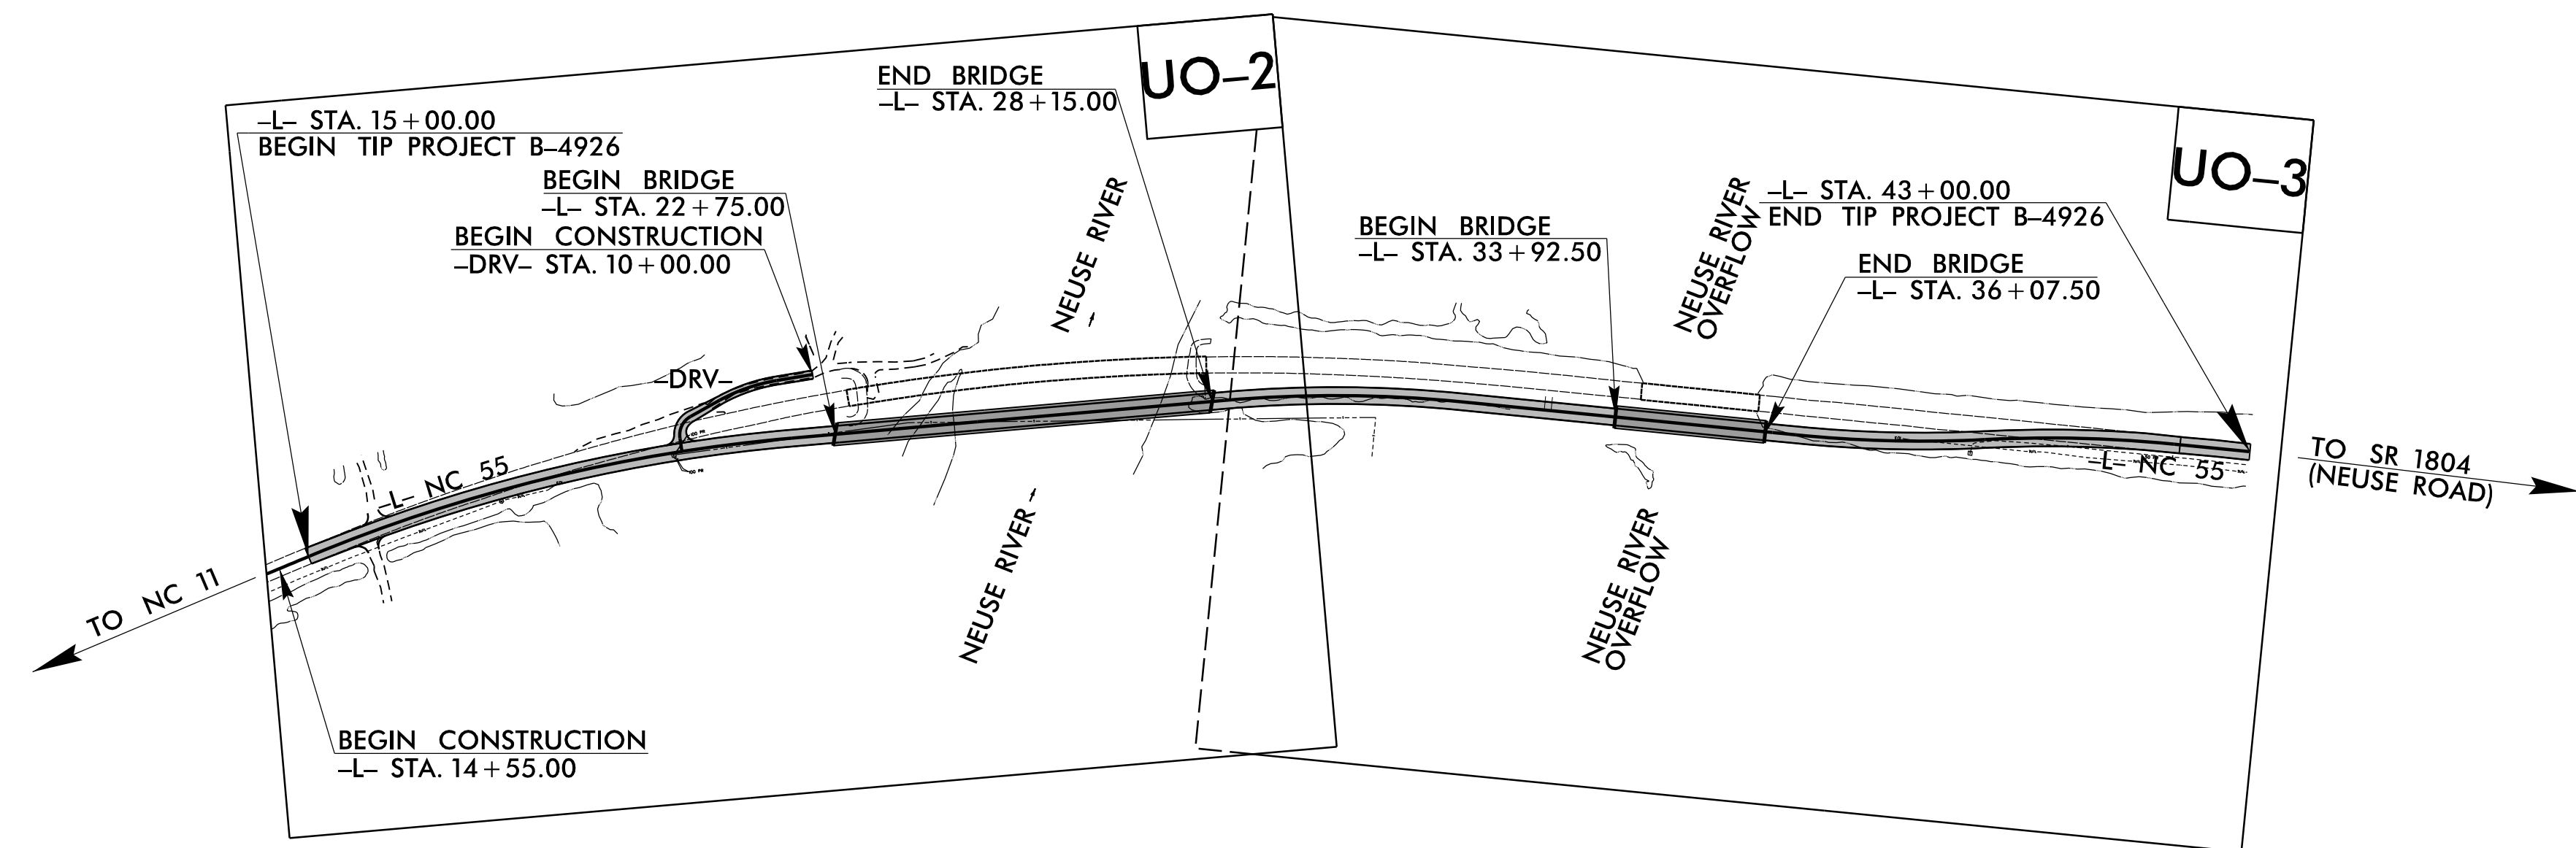 UO–2
END BRIDGE
–L– STA. 28+15.00
–L– STA. 15+00.00
BEGIN TIP PROJECT B–4926
BEGIN BRIDGE
–L– STA. 22+75.00
BEGIN CONSTRUCTION
–DRV– STA. 10+00.00
NEUSE RIVER
–DRV–
–L– NC 55
TO NC 11
NEUSE RIVER
BEGIN CONSTRUCTION
–L– STA. 14+55.00
UO–3
–L– STA. 43+00.00
END TIP PROJECT B–4926
NEUSE RIVER
OVERFLOW
BEGIN BRIDGE
–L– STA. 33+92.50
END BRIDGE
–L– STA. 36+07.50
–L– NC 55
TO SR 1804
(NEUSE ROAD)
NEUSE RIVER
OVERFLOW